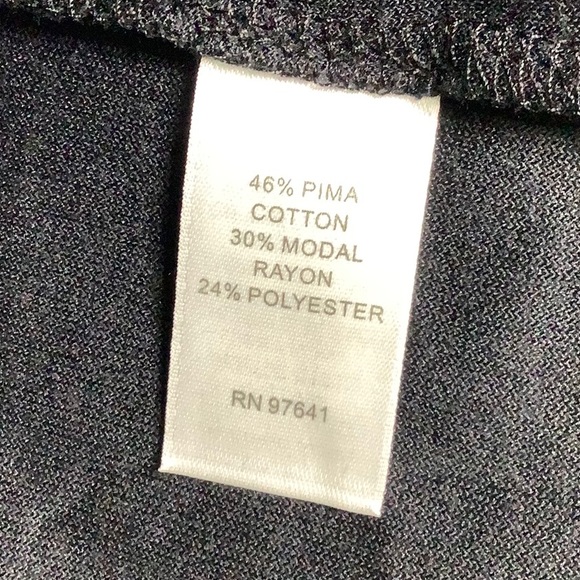 46% PIMA
COTTON
30% MODAL
RAYON
24% POLYESTER
RN 97641